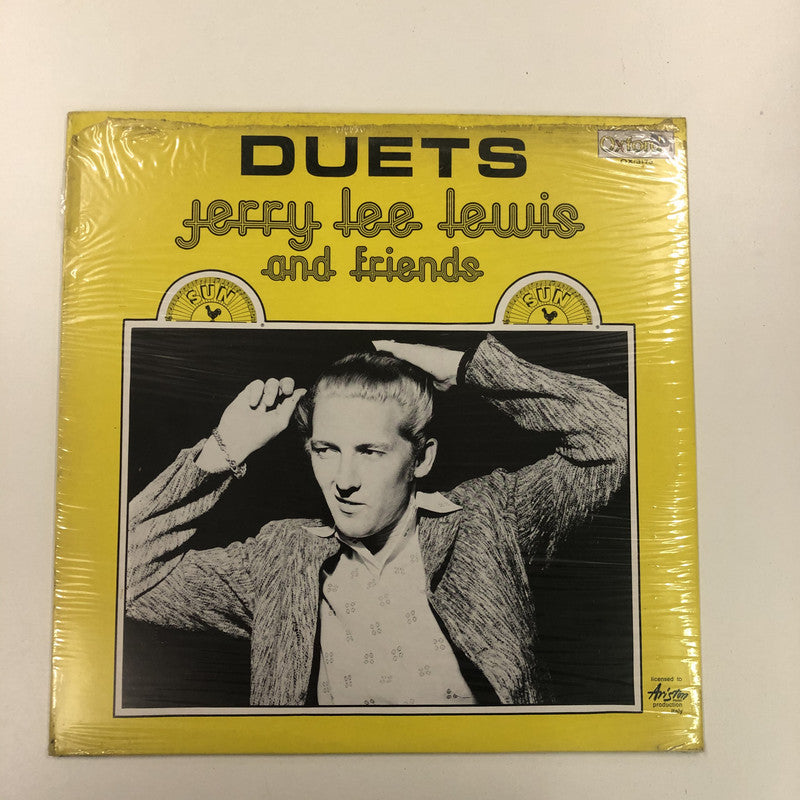 DUETS
Oxford
jerry lee lewis
and friends
SUN
SUN
licensed to
Ariston
production
Italy